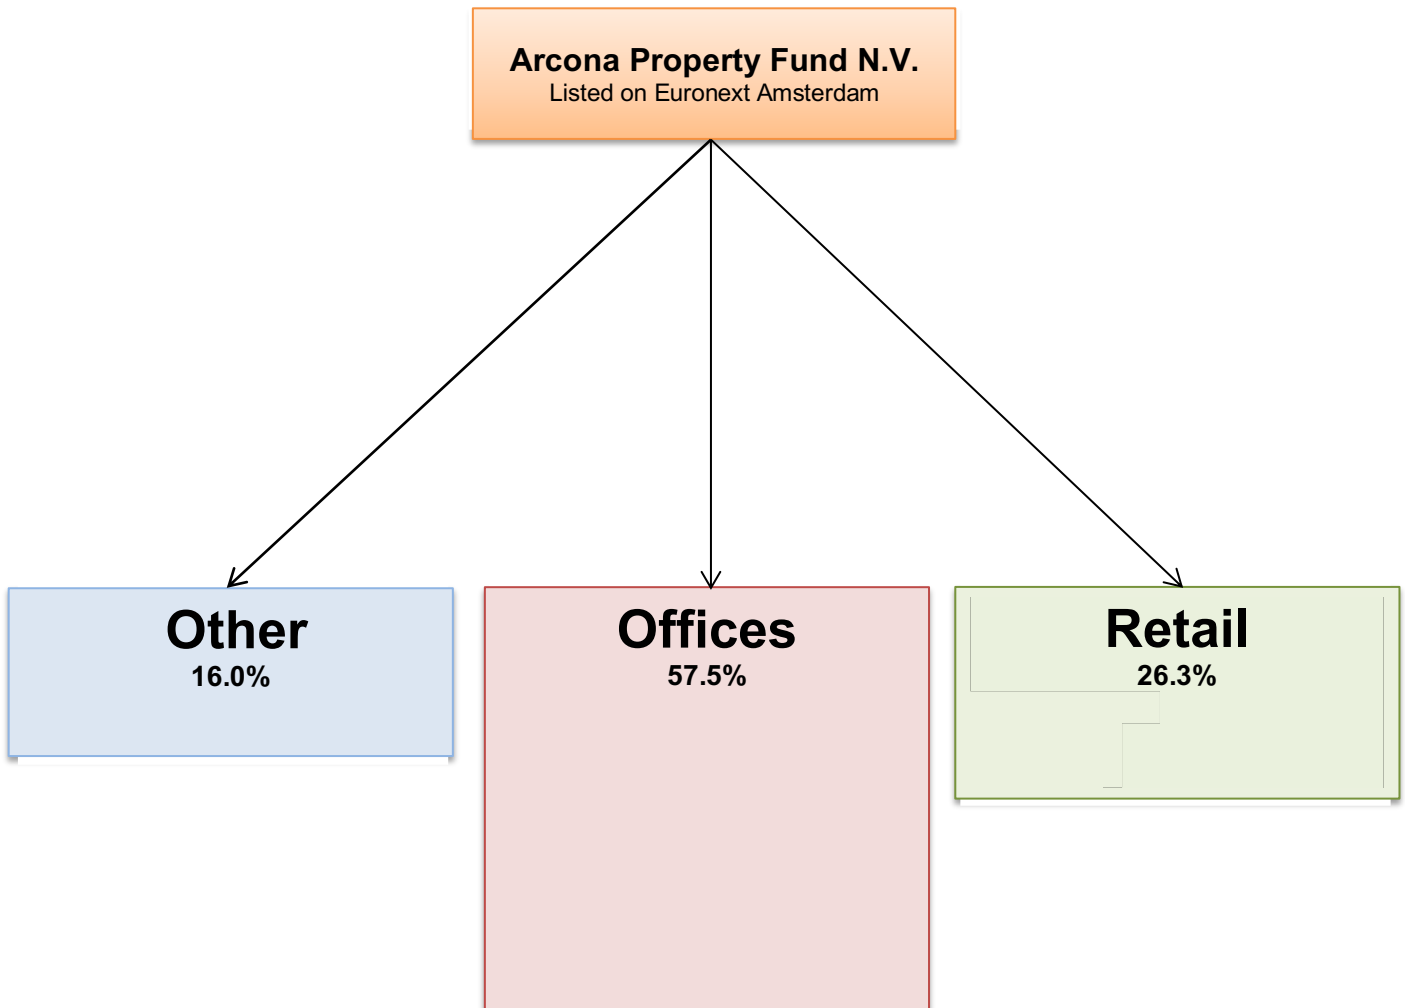 Arcona Property Fund N.V.
Listed on Euronext Amsterdam
Other
16.0%
Offices
57.5%
Retail
26.3%